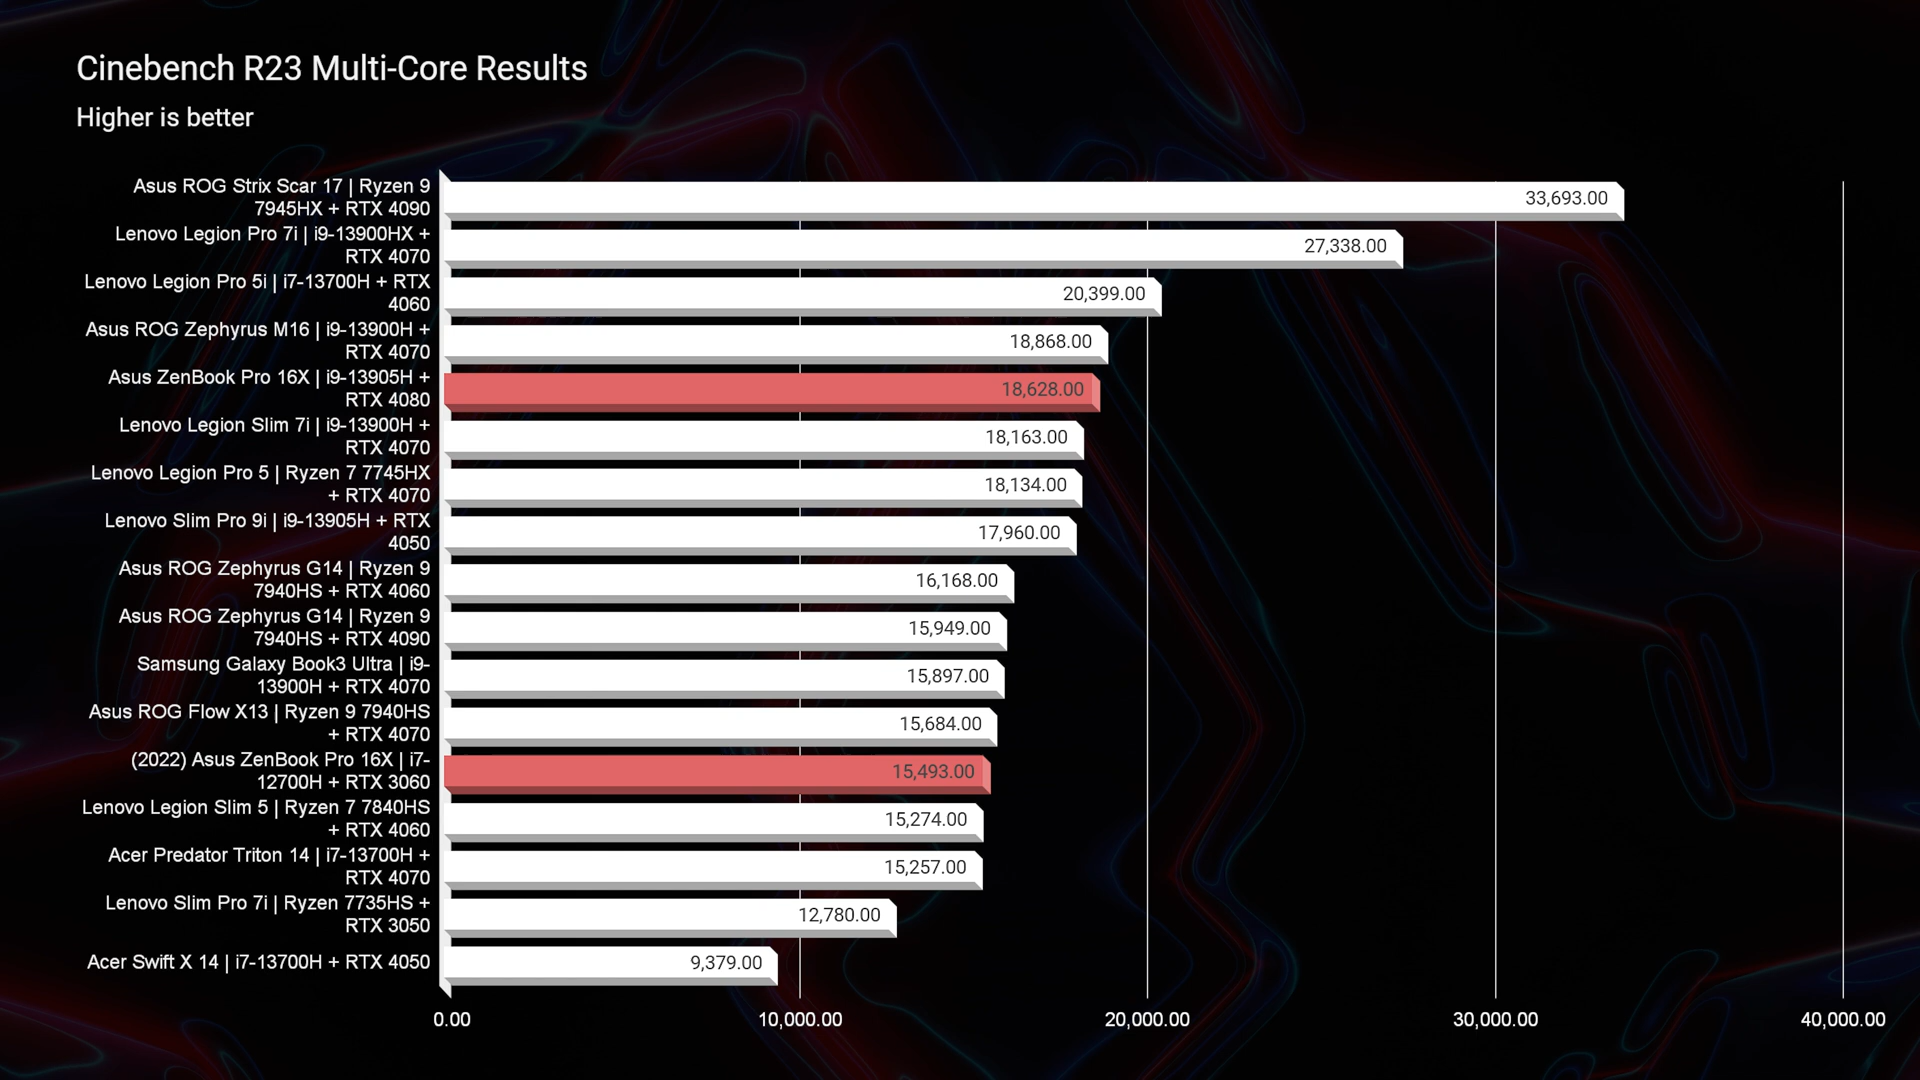 Cinebench R23 Multi-Core Results
Higher is better
Asus ROG Strix Scar 17 | Ryzen 9
7945HX + RTX 4090
33,693.00
Lenovo Legion Pro 7i | i9-13900HX +
RTX 4070
27,338.00
Lenovo Legion Pro 5i | i7-13700H + RTX
4060
20,399.00
Asus ROG Zephyrus M16 | i9-13900H +
RTX 4070
18,868.00
Asus ZenBook Pro 16X | i9-13905H +
RTX 4080
18,628.00
Lenovo Legion Slim 7i | i9-13900H +
RTX 4070
18,163.00
Lenovo Legion Pro 5 | Ryzen 7 7745HX
+ RTX 4070
18,134.00
Lenovo Slim Pro 9i | i9-13905H + RTX
4050
17,960.00
Asus ROG Zephyrus G14 | Ryzen 9
7940HS + RTX 4060
16,168.00
Asus ROG Zephyrus G14 | Ryzen 9
7940HS + RTX 4090
15,949.00
Samsung Galaxy Book3 Ultra | i9-
13900H + RTX 4070
15,897.00
Asus ROG Flow X13 | Ryzen 9 7940HS
+ RTX 4070
15,684.00
(2022) Asus ZenBook Pro 16X | i7-
12700H + RTX 3060
15,493.00
Lenovo Legion Slim 5 | Ryzen 7 7840HS
+ RTX 4060
15,274.00
Acer Predator Triton 14 | i7-13700H +
RTX 4070
15,257.00
Lenovo Slim Pro 7i | Ryzen 7735HS +
RTX 3050
12,780.00
Acer Swift X 14 | i7-13700H + RTX 4050
9,379.00
0.00
10,000.00
20,000.00
30,000.00
40,000.00